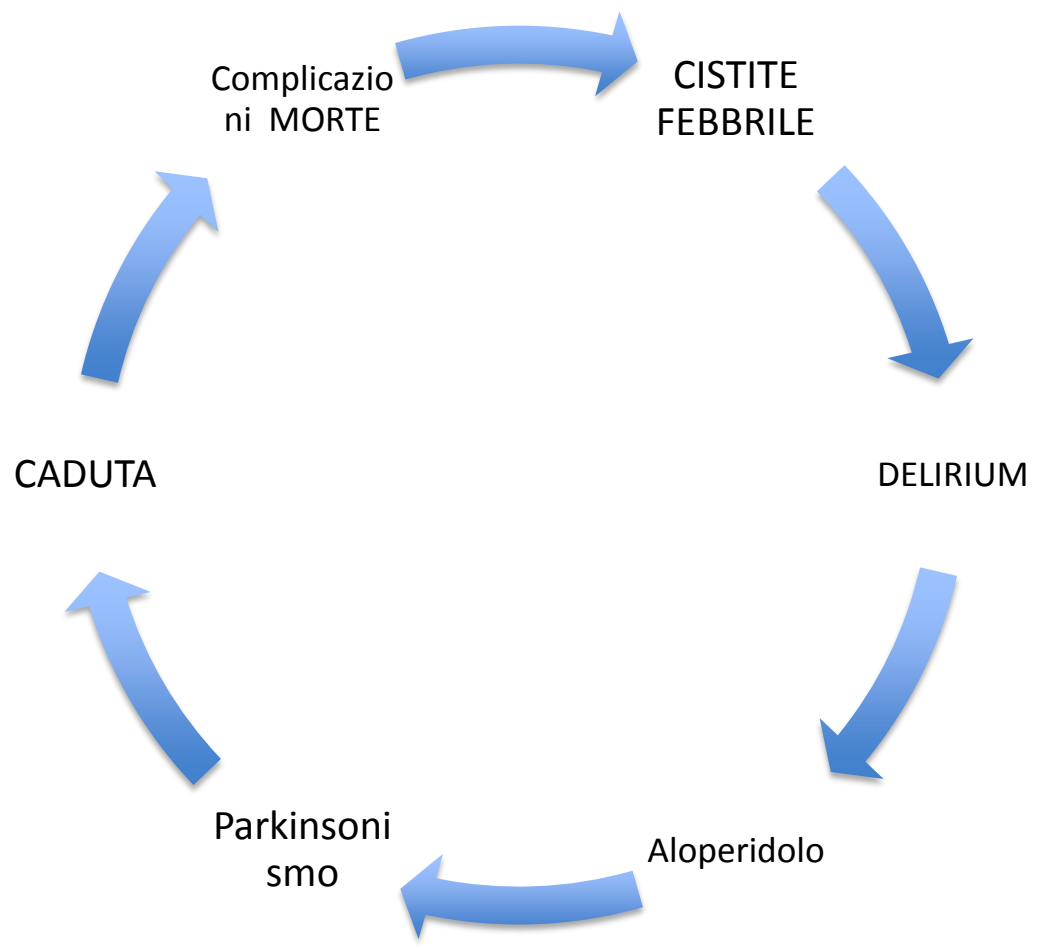 Complicazio
ni MORTE
CISTITE
FEBBRILE
DELIRIUM
Aloperidolo
Parkinsoni
smo
CADUTA